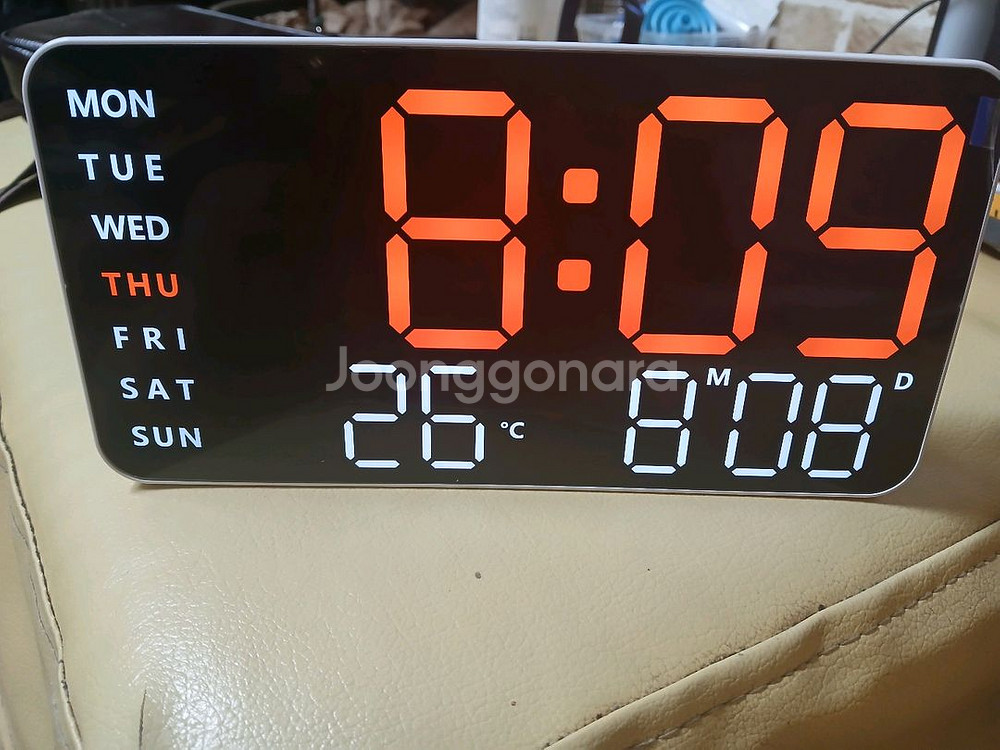 MON
TUE
WED
THU
FRI
SAT
SUN
8:09
Joonggonara
26 °C
8 M 08 D